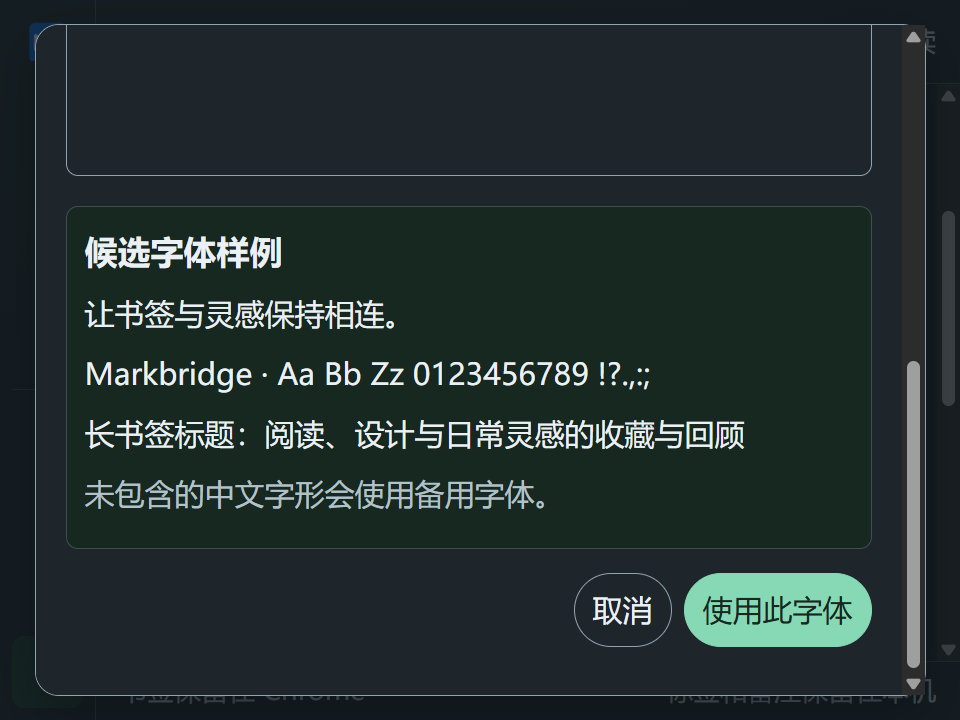 候选字体样例
让书签与灵感保持相连。
Markbridge · Aa Bb Zz 0123456789 !?.,:;
长书签标题：阅读、设计与日常灵感的收藏与回顾
未包含的中文字形会使用备用字体。
取消
使用此字体